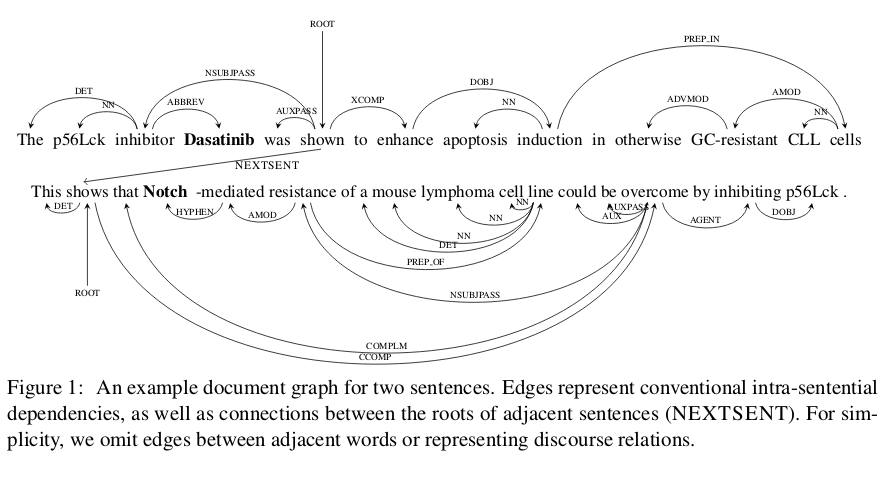 ROOT
PREP_IN
NSUBJPASS
DOBJ
DET
NN
ABBREV
AUXPASS
XCOMP
NN
ADVMOD
AMOD
NN
The p56Lck inhibitor Dasatinib was shown to enhance apoptosis induction in otherwise GC-resistant CLL cells
NEXTSENT
This shows that Notch -mediated resistance of a mouse lymphoma cell line could be overcome by inhibiting p56Lck .
DET
HYPHEN
AMOD
NN
NN
NN
DET
AUXPASS
AUX
AGENT
DOBJ
PREP_OF
ROOT
NSUBJPASS
COMPLM
CCOMP
Figure 1: An example document graph for two sentences. Edges represent conventional intra-sentential
dependencies, as well as connections between the roots of adjacent sentences (NEXTSENT). For sim-
plicity, we omit edges between adjacent words or representing discourse relations.